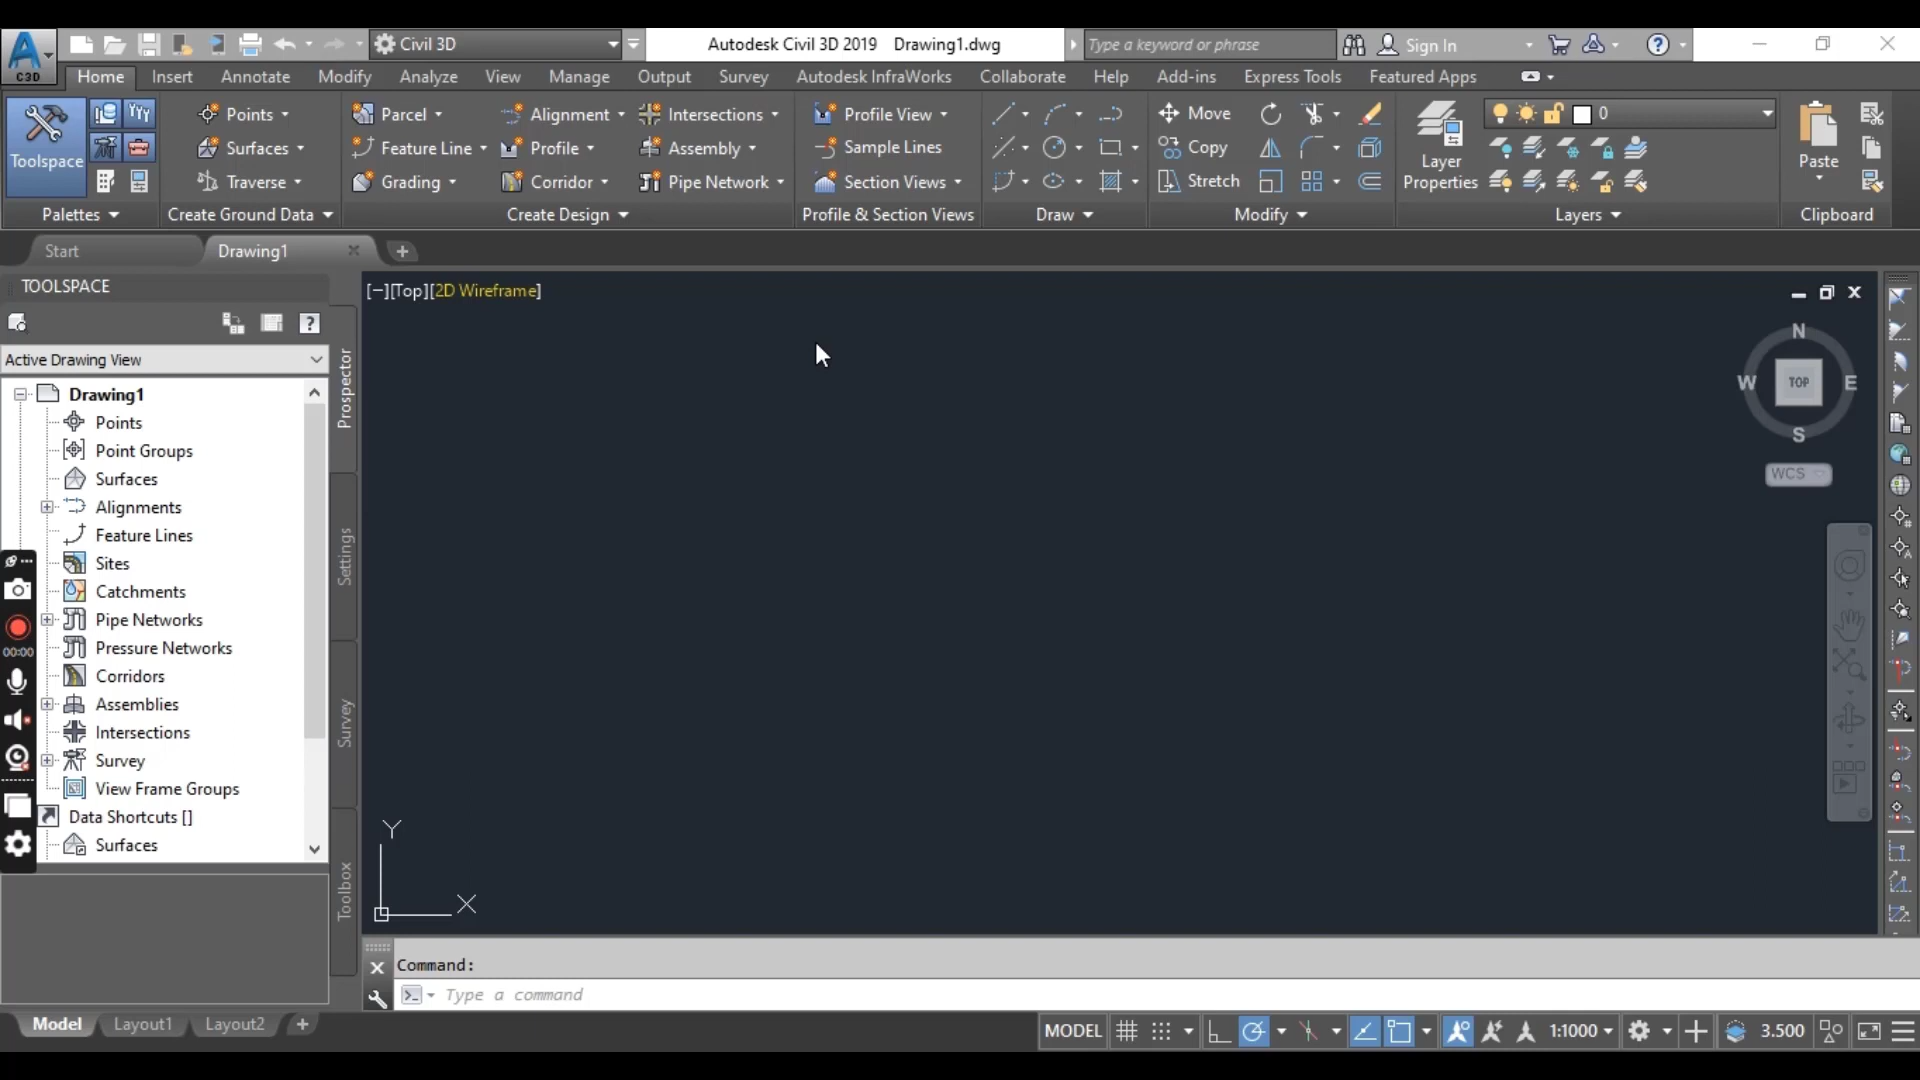 C3D
Civil 3D
Autodesk Civil 3D 2019 Drawing1.dwg
Type a keyword or phrase
Sign In
Home Insert Annotate Modify Analyze View Manage Output Survey Autodesk InfraWorks Collaborate Help Add-ins Express Tools Featured Apps
Toolspace
Palettes
Points
Surfaces
Traverse
Create Ground Data
Parcel
Feature Line
Grading
Alignment
Profile
Corridor
Intersections
Assembly
Pipe Network
Create Design
Profile View
Sample Lines
Section Views
Profile & Section Views
Draw
Move
Copy
Stretch
Modify
Layer
Properties
0
Layers
Paste
Clipboard
Start
Drawing1
TOOLSPACE
Active Drawing View
Drawing1
Points
Point Groups
Surfaces
Alignments
Feature Lines
Sites
Catchments
Pipe Networks
Pressure Networks
Corridors
Assemblies
Intersections
Survey
View Frame Groups
Data Shortcuts []
Surfaces
00:00
Prospector
Settings
Survey
Toolbox
[−][Top][2D Wireframe]
N
W TOP E
S
WCS
Y
X
Command:
Type a command
Model Layout1 Layout2
MODEL
1:1000
3.500